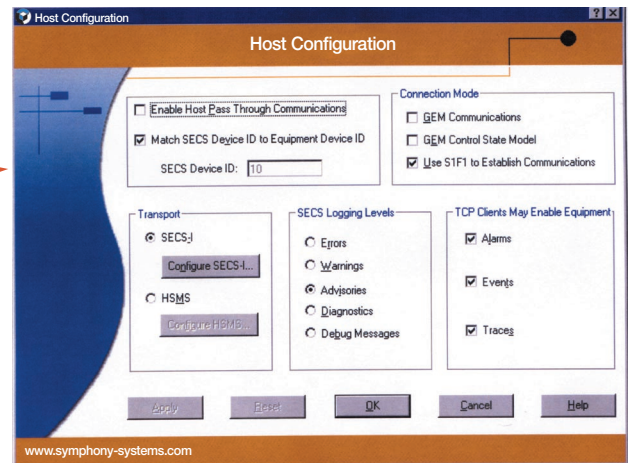 Host Configuration
Host Configuration
Enable Host Pass Through Communications
Match SECS Device ID to Equipment Device ID
SECS Device ID: 10
Connection Mode
GEM Communications
GEM Control State Model
Use S1F1 to Establish Communications
Transport
SECS-I
Configure SECS-I...
HSMS
Configure HSMS...
SECS Logging Levels
Errors
Warnings
Advisories
Diagnostics
Debug Messages
TCP Clients May Enable Equipment
Alarms
Events
Traces
Apply
Reset
OK
Cancel
Help
www.symphony-systems.com